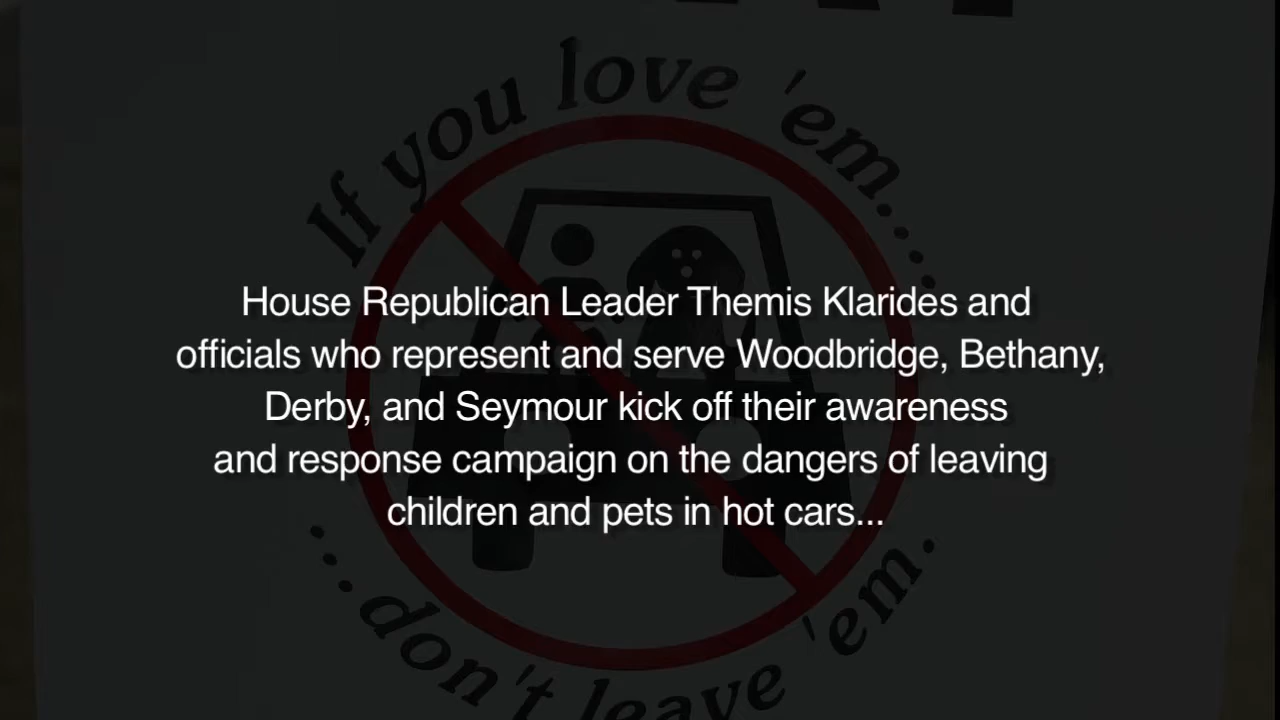 If you love 'em....
House Republican Leader Themis Klarides and
officials who represent and serve Woodbridge, Bethany,
Derby, and Seymour kick off their awareness
and response campaign on the dangers of leaving
children and pets in hot cars...
...don't leave 'em.